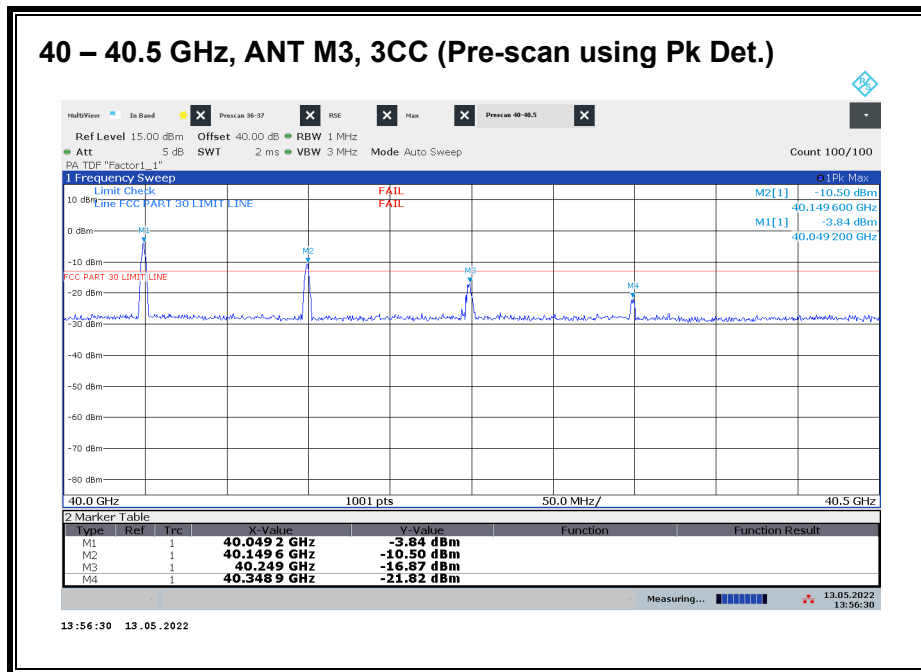 40 – 40.5 GHz, ANT M3, 3CC (Pre-scan using Pk Det.)
R S
MultiView In Band X Prescan 36-37 X RSE X Max X Prescan 40-40.5 X
Ref Level 15.00 dBm Offset 40.00 dB RBW 1 MHz
Att 5 dB SWT 2 ms VBW 3 MHz Mode Auto Sweep Count 100/100
PA TDF "Factor1_1"
1 Frequency Sweep 1Pk Max
Limit Check FAIL M2[1] -10.50 dBm
10 dBm Line FCC PART 30 LIMIT LINE FAIL 40.149 600 GHz
M1[1] -3.84 dBm
0 dBm M1 40.049 200 GHz
M2
-10 dBm
FCC PART 30 LIMIT LINE M3
-20 dBm M4
-30 dBm
-40 dBm
-50 dBm
-60 dBm
-70 dBm
-80 dBm
40.0 GHz 1001 pts 50.0 MHz/ 40.5 GHz
2 Marker Table
Type Ref Trc X-Value Y-Value Function Function Result
M1 1 40.049 2 GHz -3.84 dBm
M2 1 40.149 6 GHz -10.50 dBm
M3 1 40.249 GHz -16.87 dBm
M4 1 40.348 9 GHz -21.82 dBm
Measuring... 13.05.2022
13:56:30
13:56:30 13.05.2022